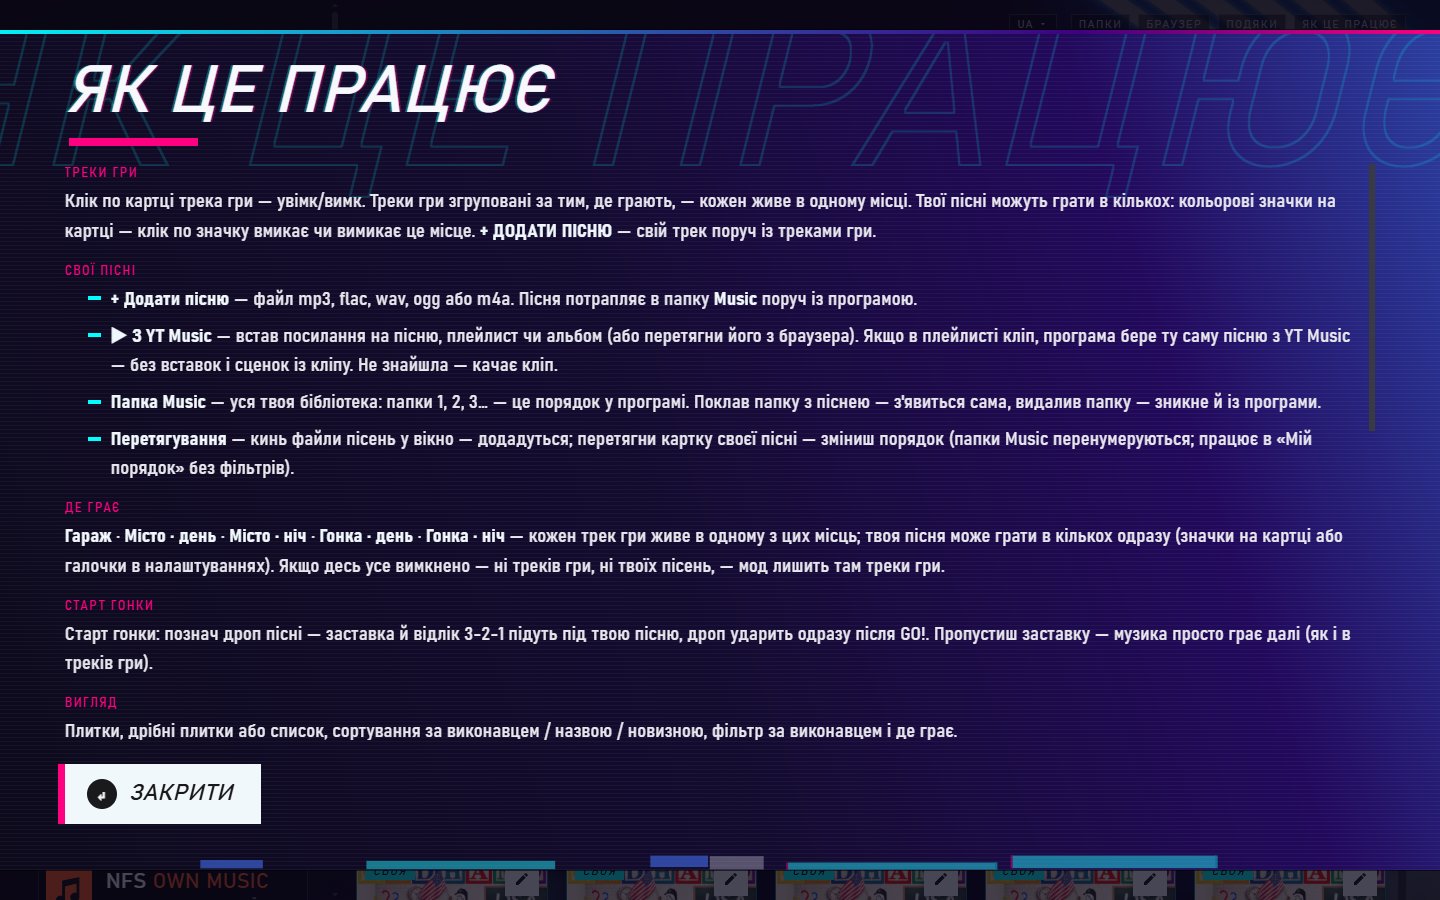 UA
ПАПКИ
БРАУЗЕР
ПОДЯКИ
ЯК ЦЕ ПРАЦЮЄ
ЯК ЦЕ ПРАЦЮЄ
ТРЕКИ ГРИ
Клік по картці трека гри — увімк/вимк. Треки гри згруповані за тим, де грають, — кожен живе в одному місці. Твої пісні можуть грати в кількох: кольорові значки на
картці — клік по значку вмикає чи вимикає це місце. + ДОДАТИ ПІСНЮ — свій трек поруч із треками гри.
СВОЇ ПІСНІ
+ Додати пісню — файл mp3, flac, wav, ogg або m4a. Пісня потрапляє в папку Music поруч із програмою.
▶ З YT Music — встав посилання на пісню, плейлист чи альбом (або перетягни його з браузера). Якщо в плейлисті кліп, програма бере ту саму пісню з YT Music
— без вставок і сценок із кліпу. Не знайшла — качає кліп.
Папка Music — уся твоя бібліотека: папки 1, 2, 3… — це порядок у програмі. Поклав папку з піснею — з'явиться сама, видалив папку — зникне й із програми.
Перетягування — кинь файли пісень у вікно — додадуться; перетягни картку своєї пісні — зміниш порядок (папки Music перенумеруються; працює в «Мій
порядок» без фільтрів).
ДЕ ГРАЄ
Гараж · Місто · день · Місто · ніч · Гонка · день · Гонка · ніч — кожен трек гри живе в одному з цих місць; твоя пісня може грати в кількох одразу (значки на картці або
галочки в налаштуваннях). Якщо десь усе вимкнено — ні треків гри, ні твоїх пісень, — мод лишить там треки гри.
СТАРТ ГОНКИ
Старт гонки: познач дроп пісні — заставка й відлік 3-2-1 підуть під твою пісню, дроп ударить одразу після GO!. Пропустиш заставку — музика просто грає далі (як і в
треків гри).
ВИГЛЯД
Плитки, дрібні плитки або список, сортування за виконавцем / назвою / новизною, фільтр за виконавцем і де грає.
ЗАКРИТИ
NFS OWN MUSIC